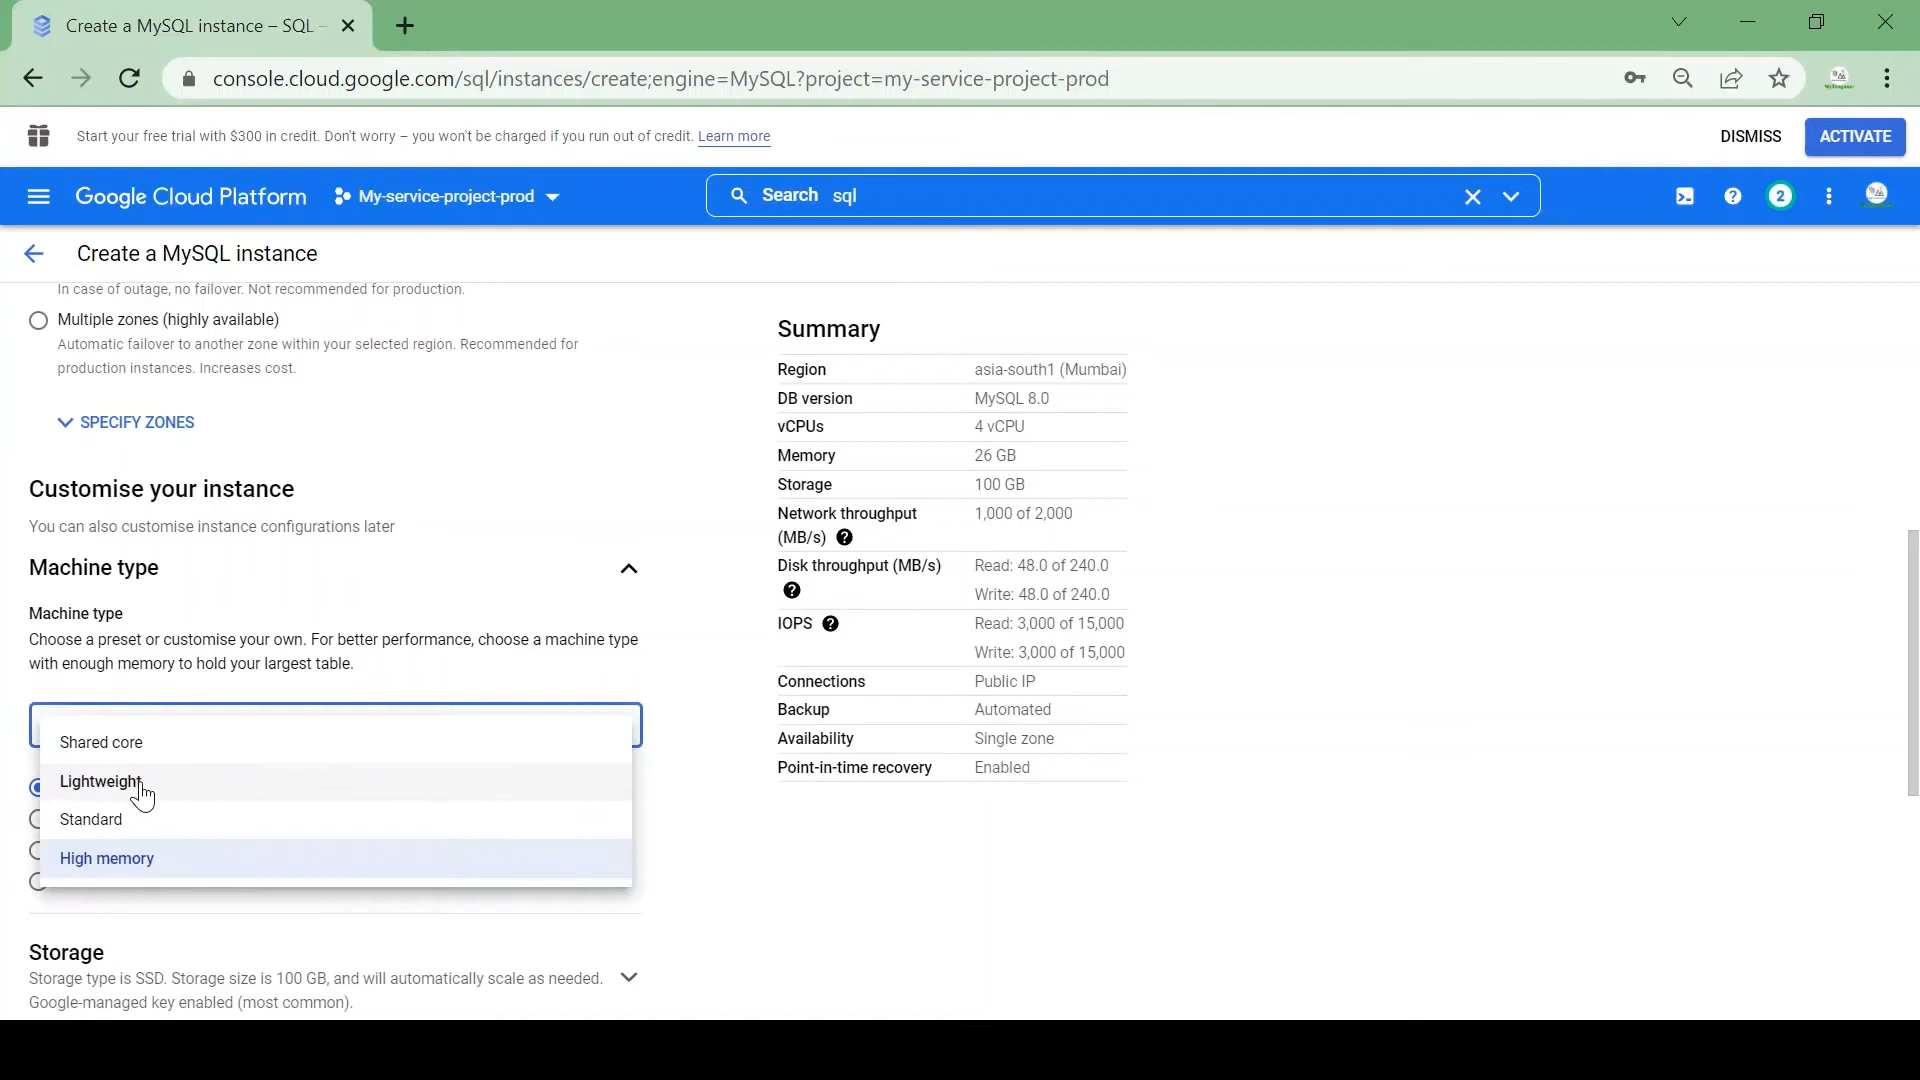 Create a MySQL instance – SQL –
console.cloud.google.com/sql/instances/create;engine=MySQL?project=my-service-project-prod
Start your free trial with $300 in credit. Don't worry – you won't be charged if you run out of credit. Learn more
DISMISS
ACTIVATE
Google Cloud Platform
My-service-project-prod
Search sql
2
Create a MySQL instance
In case of outage, no failover. Not recommended for production.
Multiple zones (highly available)
Automatic failover to another zone within your selected region. Recommended for
production instances. Increases cost.
SPECIFY ZONES
Customise your instance
You can also customise instance configurations later
Machine type
Machine type
Choose a preset or customise your own. For better performance, choose a machine type
with enough memory to hold your largest table.
Shared core
Lightweight
Standard
High memory
Storage
Storage type is SSD. Storage size is 100 GB, and will automatically scale as needed.
Google-managed key enabled (most common).
Summary
Region asia-south1 (Mumbai)
DB version MySQL 8.0
vCPUs 4 vCPU
Memory 26 GB
Storage 100 GB
Network throughput 1,000 of 2,000
(MB/s)
Disk throughput (MB/s) Read: 48.0 of 240.0
Write: 48.0 of 240.0
IOPS Read: 3,000 of 15,000
Write: 3,000 of 15,000
Connections Public IP
Backup Automated
Availability Single zone
Point-in-time recovery Enabled